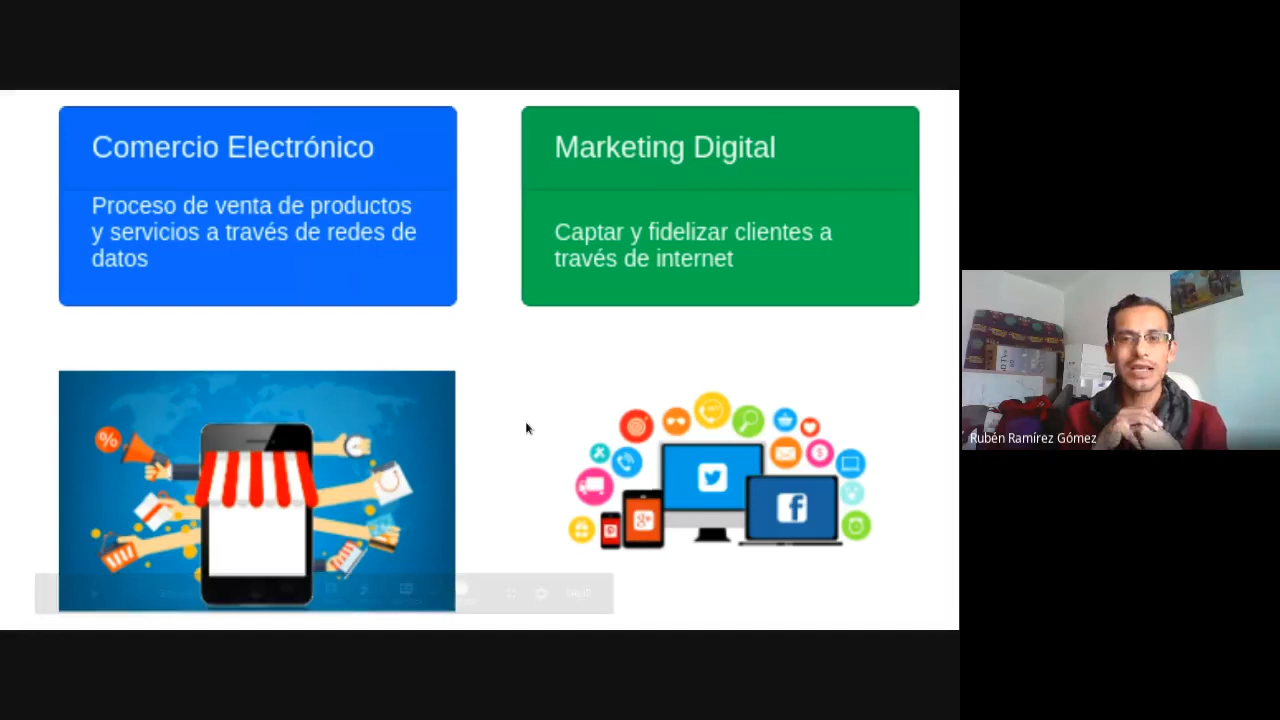 Comercio Electrónico
Proceso de venta de productos
y servicios a través de redes de
datos
Marketing Digital
Captar y fidelizar clientes a
través de internet
%
Rubén Ramírez Gómez